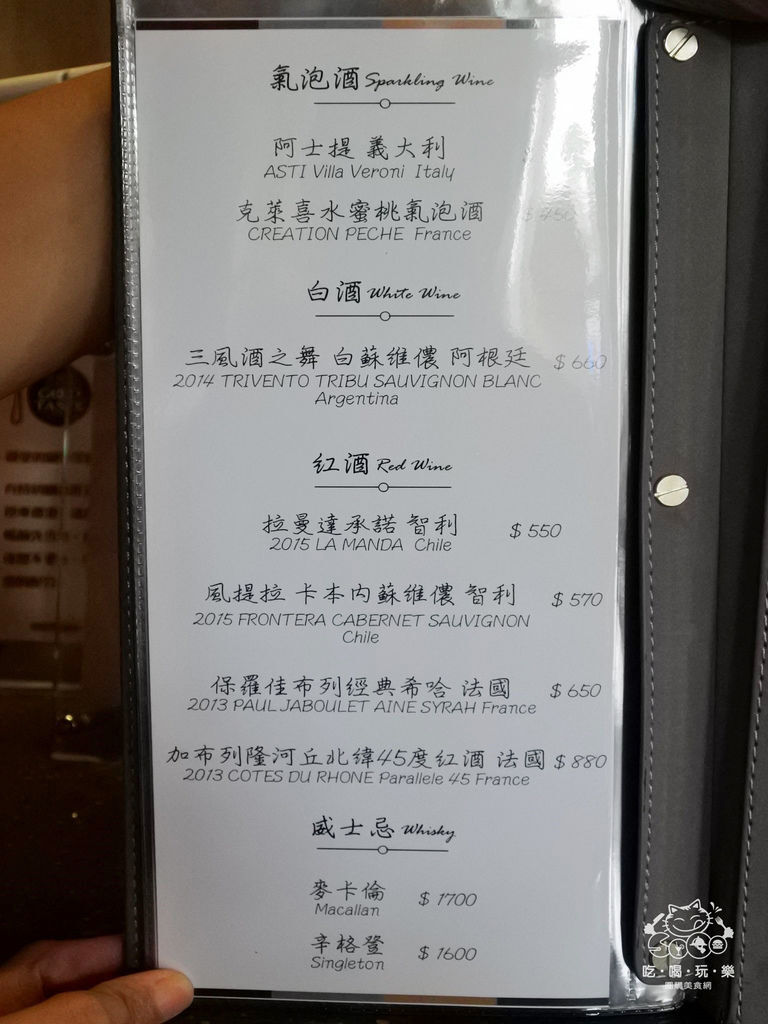 氣泡酒 Sparkling Wine
阿士提 義大利
ASTI Villa Veroni Italy
克萊喜水蜜桃氣泡酒 $ 450
CREATION PECHE France
白酒 White Wine
三風酒之舞 白蘇維儂 阿根廷 $ 660
2014 TRIVENTO TRIBU SAUVIGNON BLANC
Argentina
紅酒 Red Wine
拉曼達承諾 智利 $ 550
2015 LA MANDA Chile
風提拉 卡本內蘇維儂 智利 $ 570
2015 FRONTERA CABERNET SAUVIGNON
Chile
保羅佳布列經典希哈 法國 $ 650
2013 PAUL JABOULET AINE SYRAH France
加布列隆河丘北緯45度紅酒 法國 $ 880
2013 COTES DU RHONE Parallele 45 France
威士忌 Whisky
麥卡倫 $ 1700
Macallan
辛格登 $ 1600
Singleton
吃·喝·玩·樂